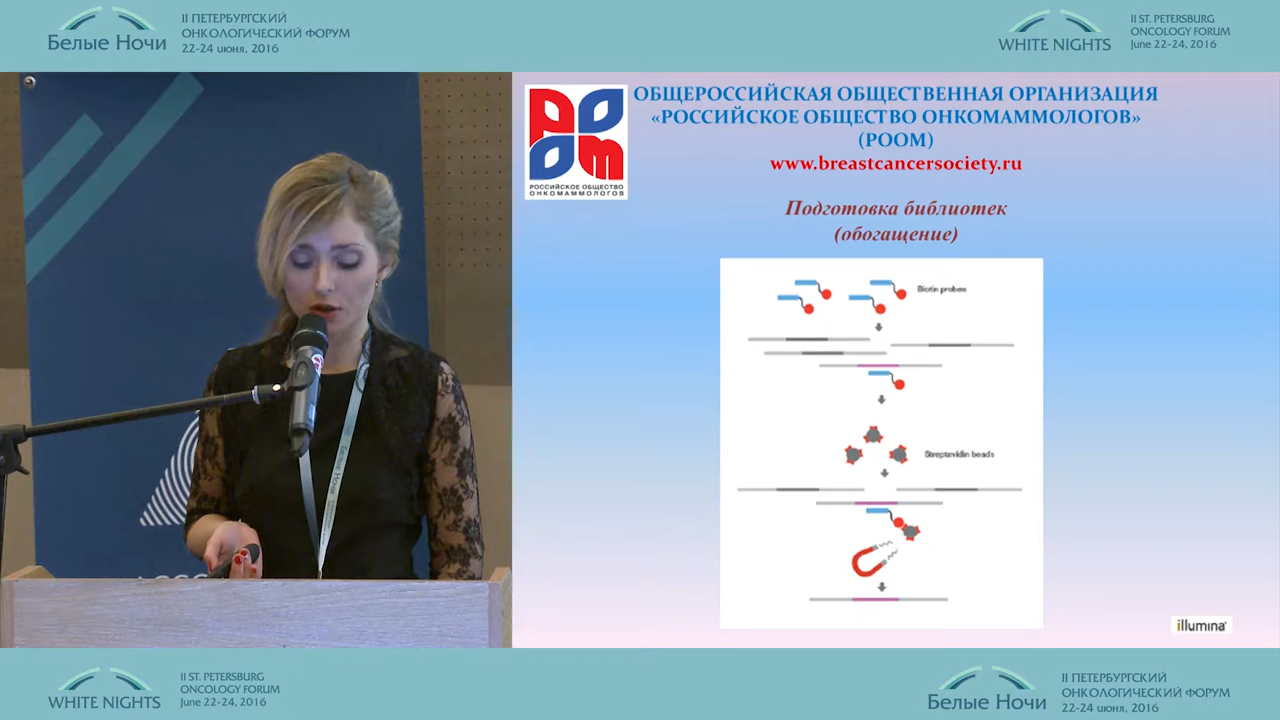 II ПЕТЕРБУРГСКИЙ
ОНКОЛОГИЧЕСКИЙ ФОРУМ
Белые Ночи
22-24 июня, 2016
II ST. PETERSBURG
ONCOLOGY FORUM
WHITE NIGHTS
June 22-24, 2016
ОБЩЕРОССИЙСКАЯ ОБЩЕСТВЕННАЯ ОРГАНИЗАЦИЯ
«РОССИЙСКОЕ ОБЩЕСТВО ОНКОМАММОЛОГОВ»
(РООМ)
www.breastcancersociety.ru
РООм
РОССИЙСКОЕ ОБЩЕСТВО
ОНКОМАММОЛОГОВ
Подготовка библиотек
(обогащение)
Biotin probes
Streptavidin beads
illumina
II ST. PETERSBURG
ONCOLOGY FORUM
WHITE NIGHTS
June 22-24, 2016
II ПЕТЕРБУРГСКИЙ
ОНКОЛОГИЧЕСКИЙ ФОРУМ
Белые Ночи
22-24 июня, 2016